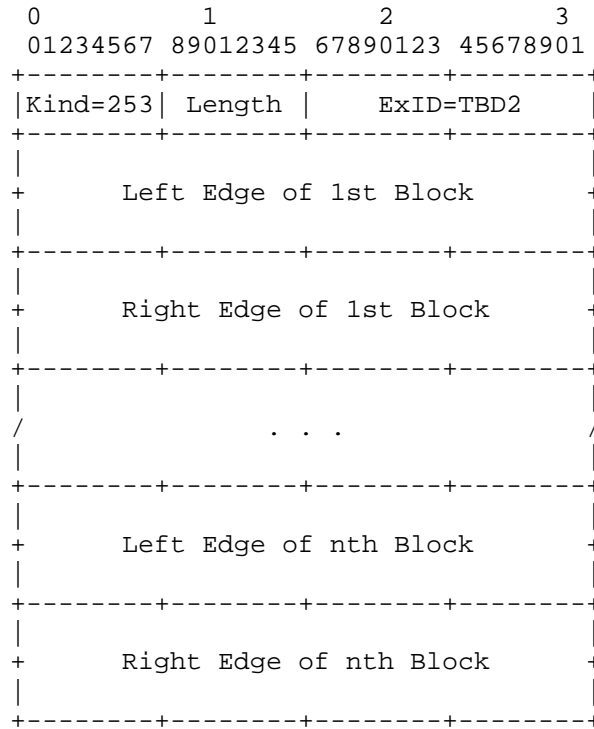 0                   1                   2                   3
 01234567 89012345 67890123 45678901
+--------+--------+--------+--------+
|Kind=253| Length |    ExID=TBD2    |
+--------+--------+--------+--------+
|                                   |
+      Left Edge of 1st Block       +
|                                   |
+--------+--------+--------+--------+
|                                   |
+      Right Edge of 1st Block      +
|                                   |
+--------+--------+--------+--------+
|                                   |
/               . . .               /
|                                   |
+--------+--------+--------+--------+
|                                   |
+      Left Edge of nth Block       +
|                                   |
+--------+--------+--------+--------+
|                                   |
+      Right Edge of nth Block      +
|                                   |
+--------+--------+--------+--------+